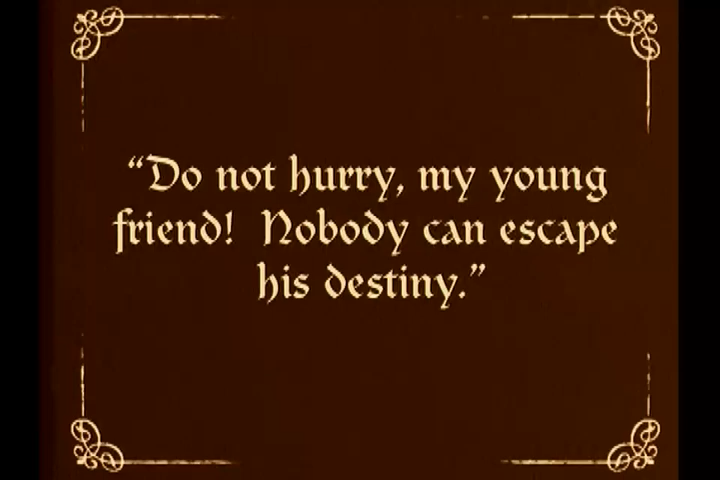 “Do not hurry, my young
friend!  Nobody can escape
his destiny.”